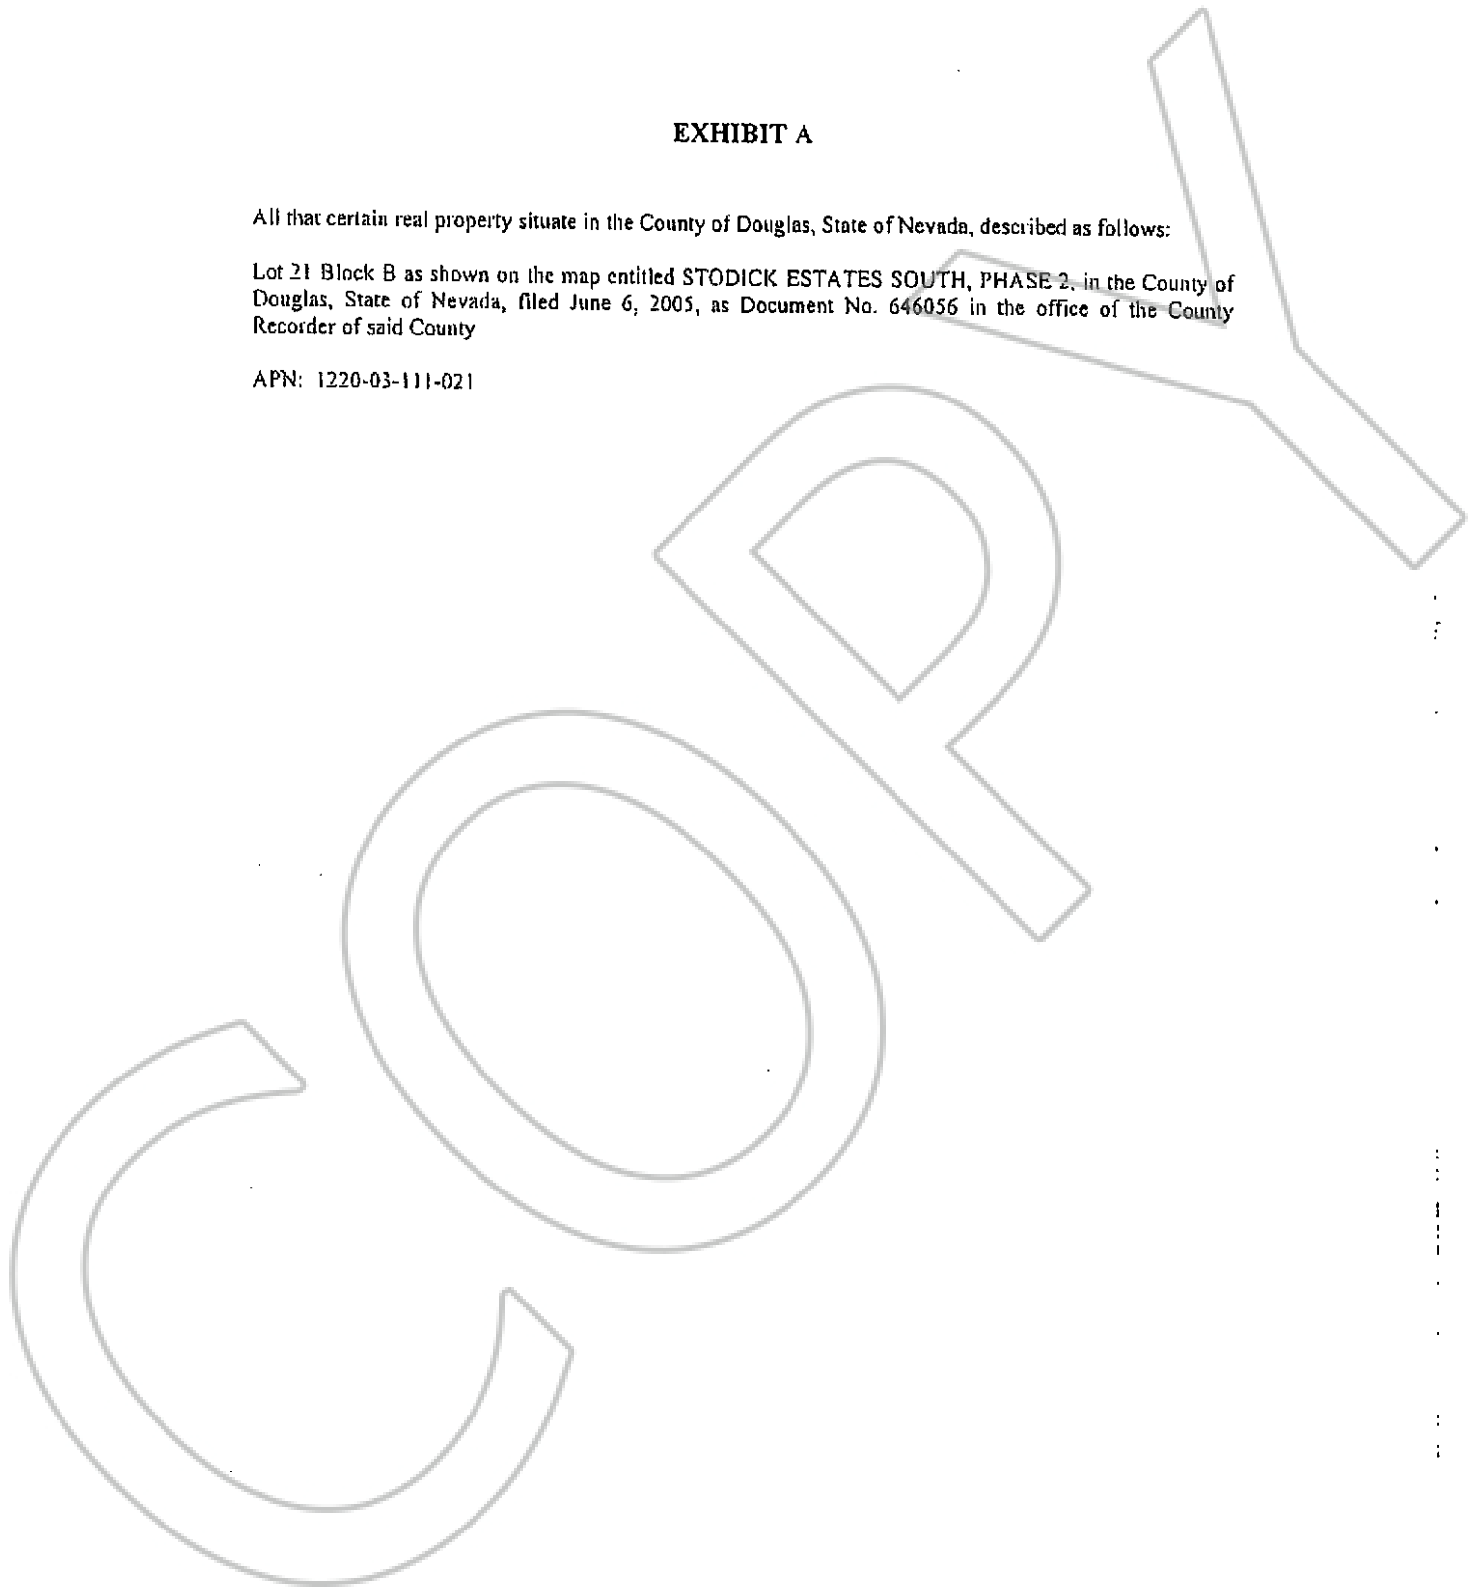 EXHIBIT A
All that certain real property situate in the County of Douglas, State of Nevada, described as follows:
Lot 21 Block B as shown on the map entitled STODICK ESTATES SOUTH, PHASE 2, in the County of
Douglas, State of Nevada, filed June 6, 2005, as Document No. 646056 in the office of the County
Recorder of said County
APN: 1220-03-111-021
COPY